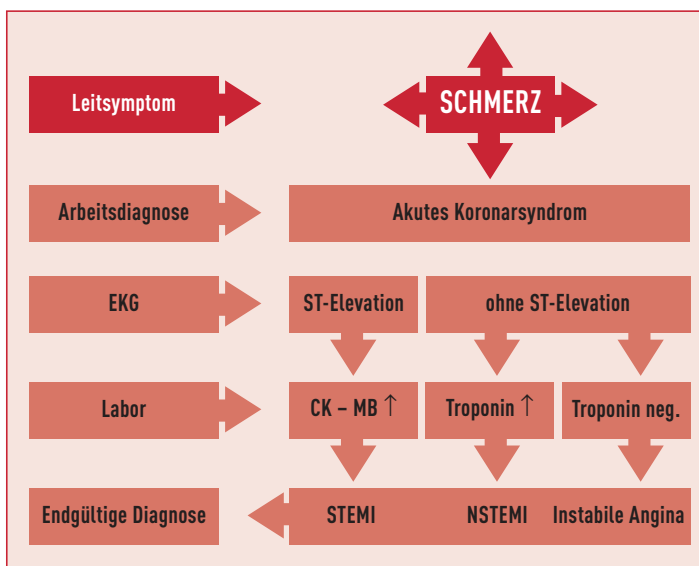 Leitsymptom
SCHMERZ
Arbeitsdiagnose
Akutes Koronarsyndrom
EKG
ST-Elevation
ohne ST-Elevation
Labor
CK – MB ↑
Troponin ↑
Troponin neg.
Endgültige Diagnose
STEMI
NSTEMI
Instabile Angina